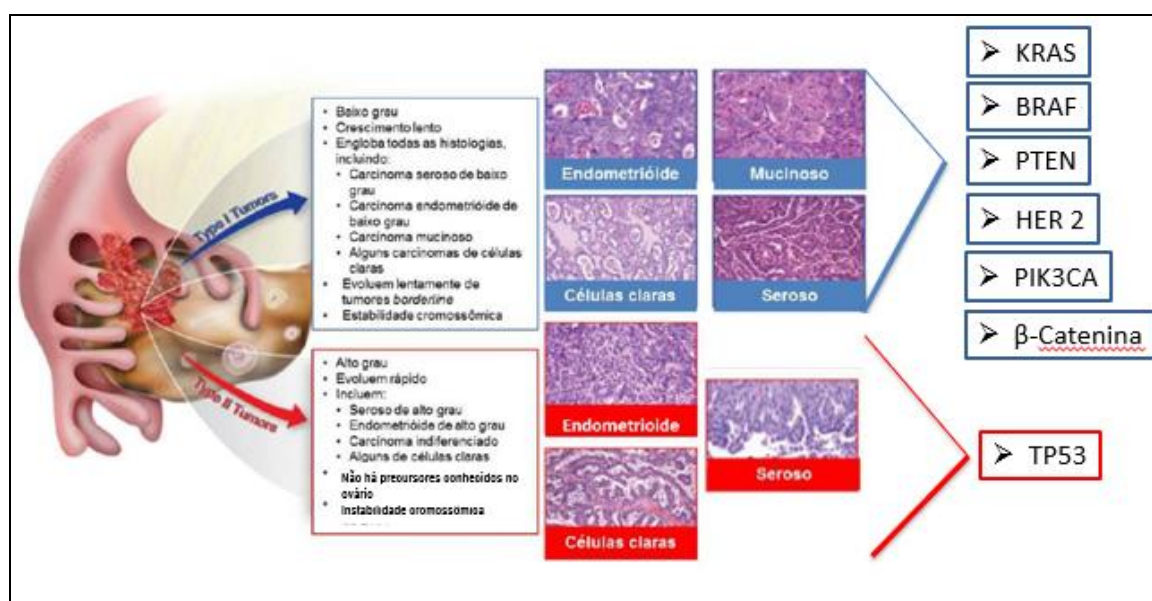 Type I Tumors
• Baixo grau
• Crescimento lento
• Engloba todas as histologias,
incluindo:
• Carcinoma seroso de baixo
grau
• Carcinoma endometrióide de
baixo grau
• Carcinoma mucinoso
• Alguns carcinomas de células
claras
• Evoluem lentamente de
tumores borderline
• Estabilidade cromossômica
Endometrióide
Mucinoso
Células claras
Seroso
➢ KRAS
➢ BRAF
➢ PTEN
➢ HER 2
➢ PIK3CA
➢ β-Catenina
Type II Tumors
• Alto grau
• Evoluem rápido
• Incluem:
• Seroso de alto grau
• Endometrióide de alto grau
• Carcinoma indiferenciado
• Alguns de células claras
• Não há precursores conhecidos no
ovário
• Instabilidade cromossômica
Endometrioide
Seroso
Células claras
➢ TP53